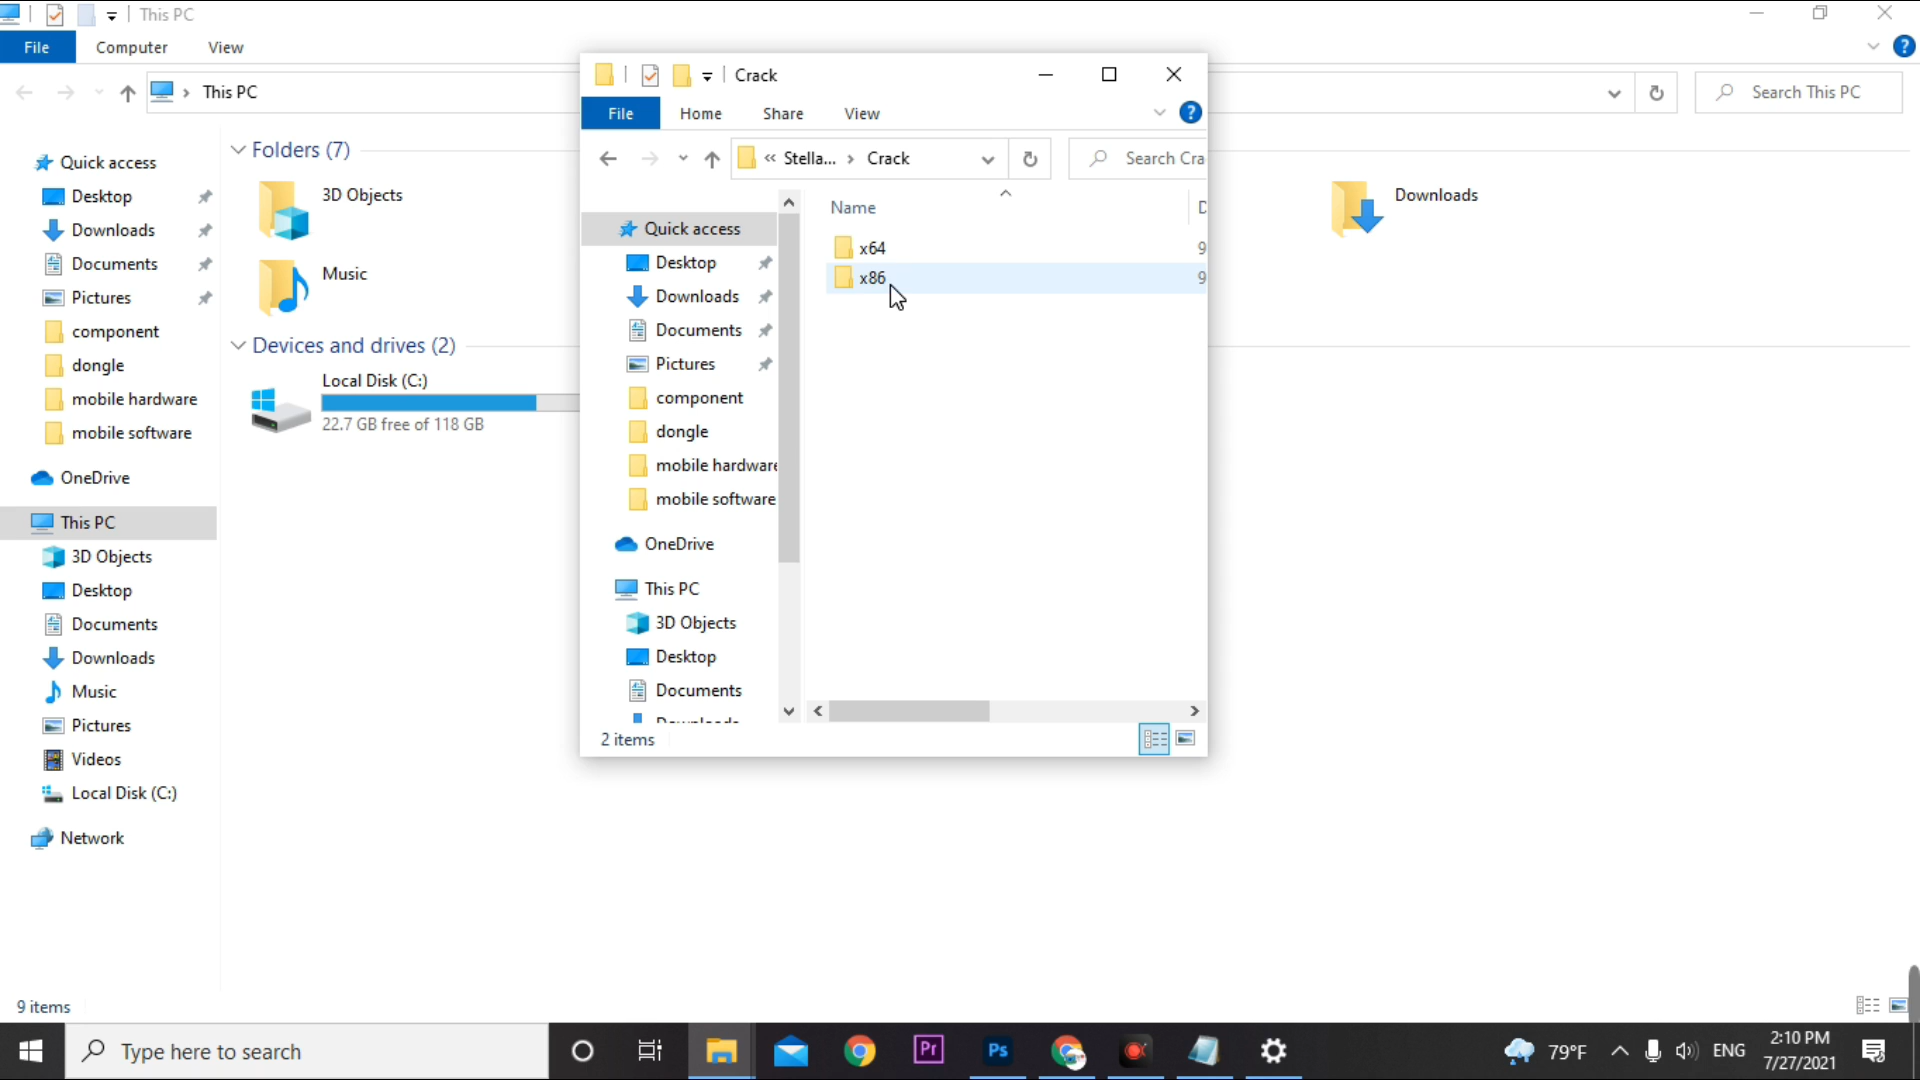 This PC
File
Computer
View
This PC
Search This PC
Quick access
Desktop
Downloads
Documents
Pictures
component
dongle
mobile hardware
mobile software
OneDrive
This PC
3D Objects
Desktop
Documents
Downloads
Music
Pictures
Videos
Local Disk (C:)
Network
Folders (7)
3D Objects
Music
Downloads
Devices and drives (2)
Local Disk (C:)
22.7 GB free of 118 GB
9 items
Crack
File
Home
Share
View
« Stella... › Crack
Search Cra
Quick access
Desktop
Downloads
Documents
Pictures
component
dongle
mobile hardware
mobile software
OneDrive
This PC
3D Objects
Desktop
Documents
Name
x64
9
x86
9
2 items
Type here to search
Pr
Ps
79°F
ENG
2:10 PM
7/27/2021